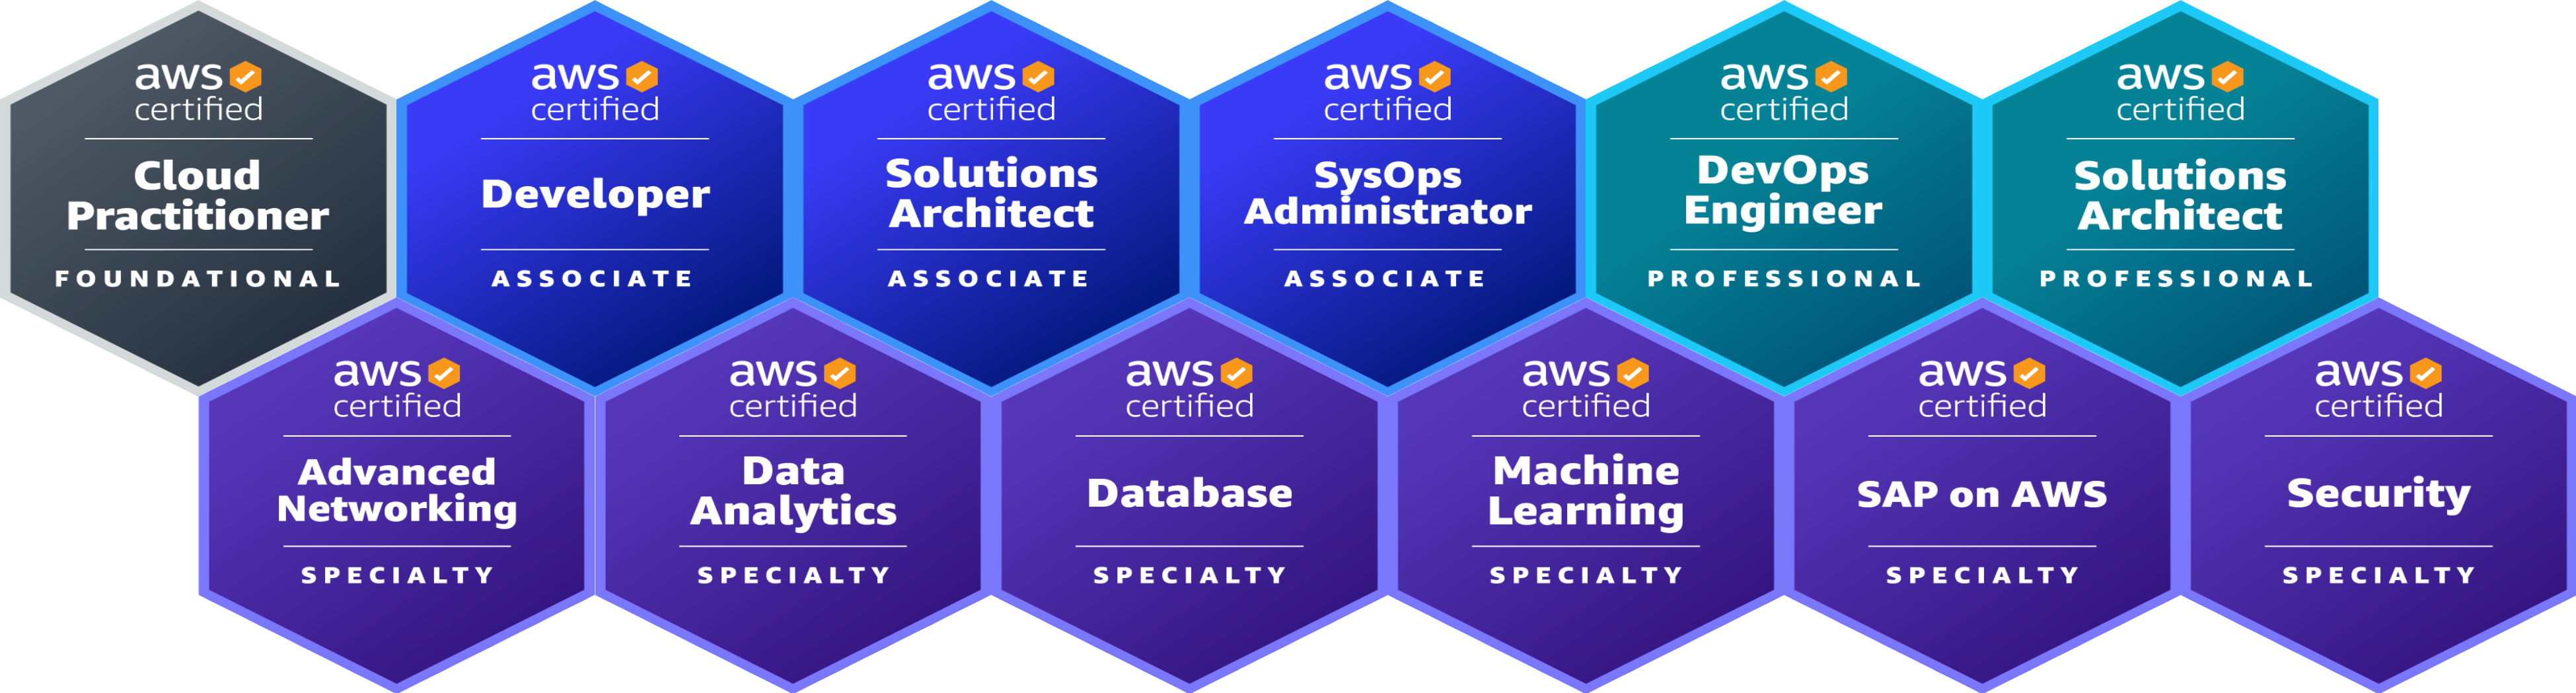 aws
certified
Cloud
Practitioner
FOUNDATIONAL
aws
certified
Developer
ASSOCIATE
aws
certified
Solutions
Architect
ASSOCIATE
aws
certified
SysOps
Administrator
ASSOCIATE
aws
certified
DevOps
Engineer
PROFESSIONAL
aws
certified
Solutions
Architect
PROFESSIONAL
aws
certified
Advanced
Networking
SPECIALTY
aws
certified
Data
Analytics
SPECIALTY
aws
certified
Database
SPECIALTY
aws
certified
Machine
Learning
SPECIALTY
aws
certified
SAP on AWS
SPECIALTY
aws
certified
Security
SPECIALTY